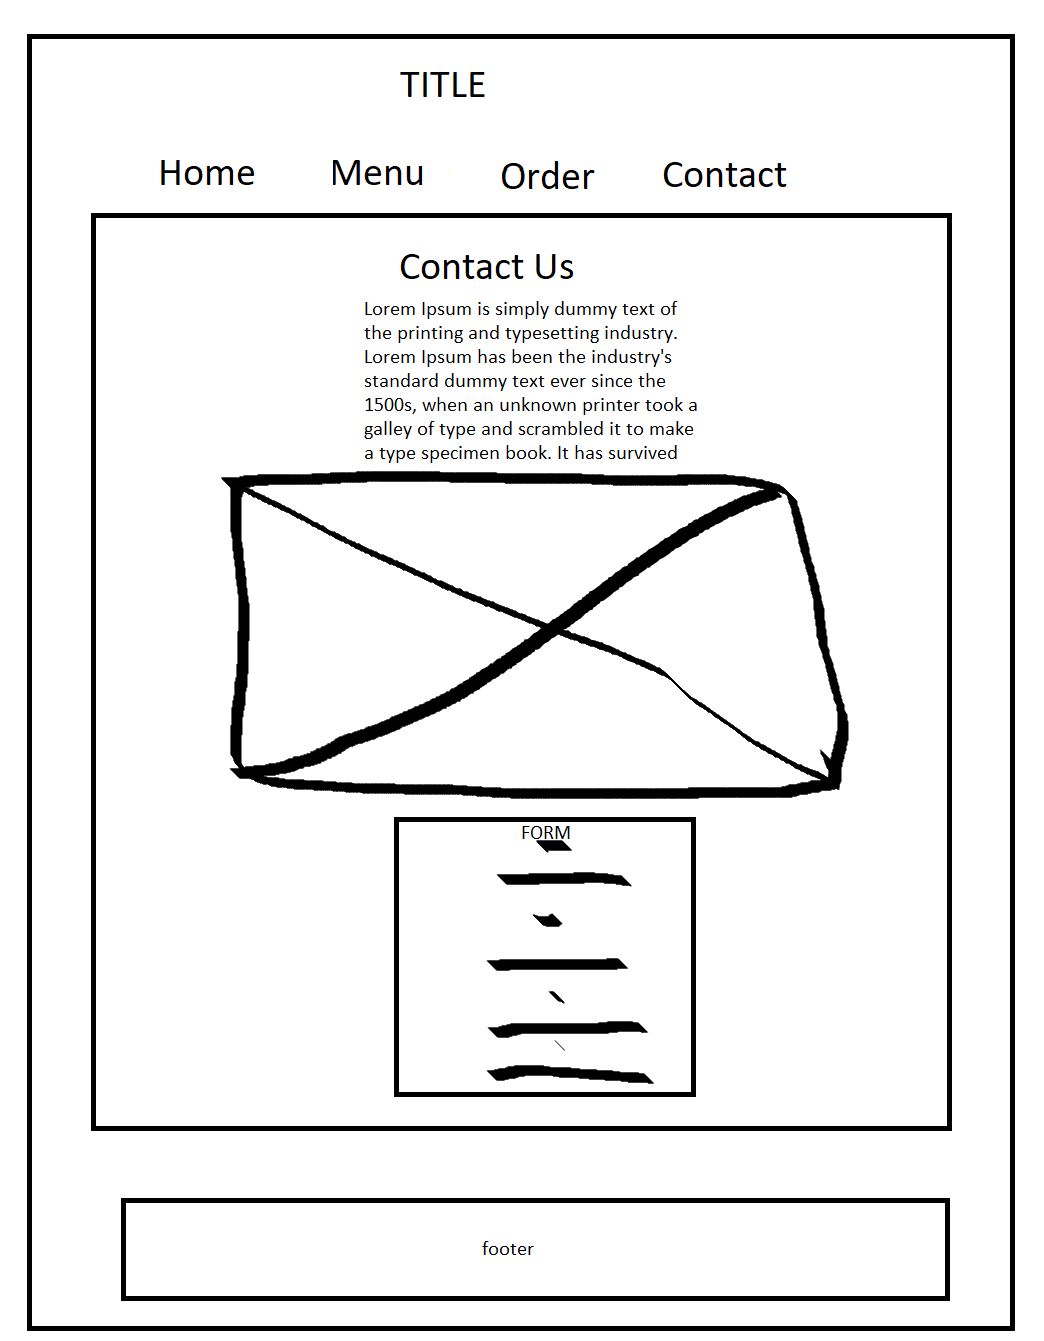 TITLE
Home Menu Order Contact
Contact Us
Lorem Ipsum is simply dummy text of
the printing and typesetting industry.
Lorem Ipsum has been the industry's
standard dummy text ever since the
1500s, when an unknown printer took a
galley of type and scrambled it to make
a type specimen book. It has survived
FORM
footer